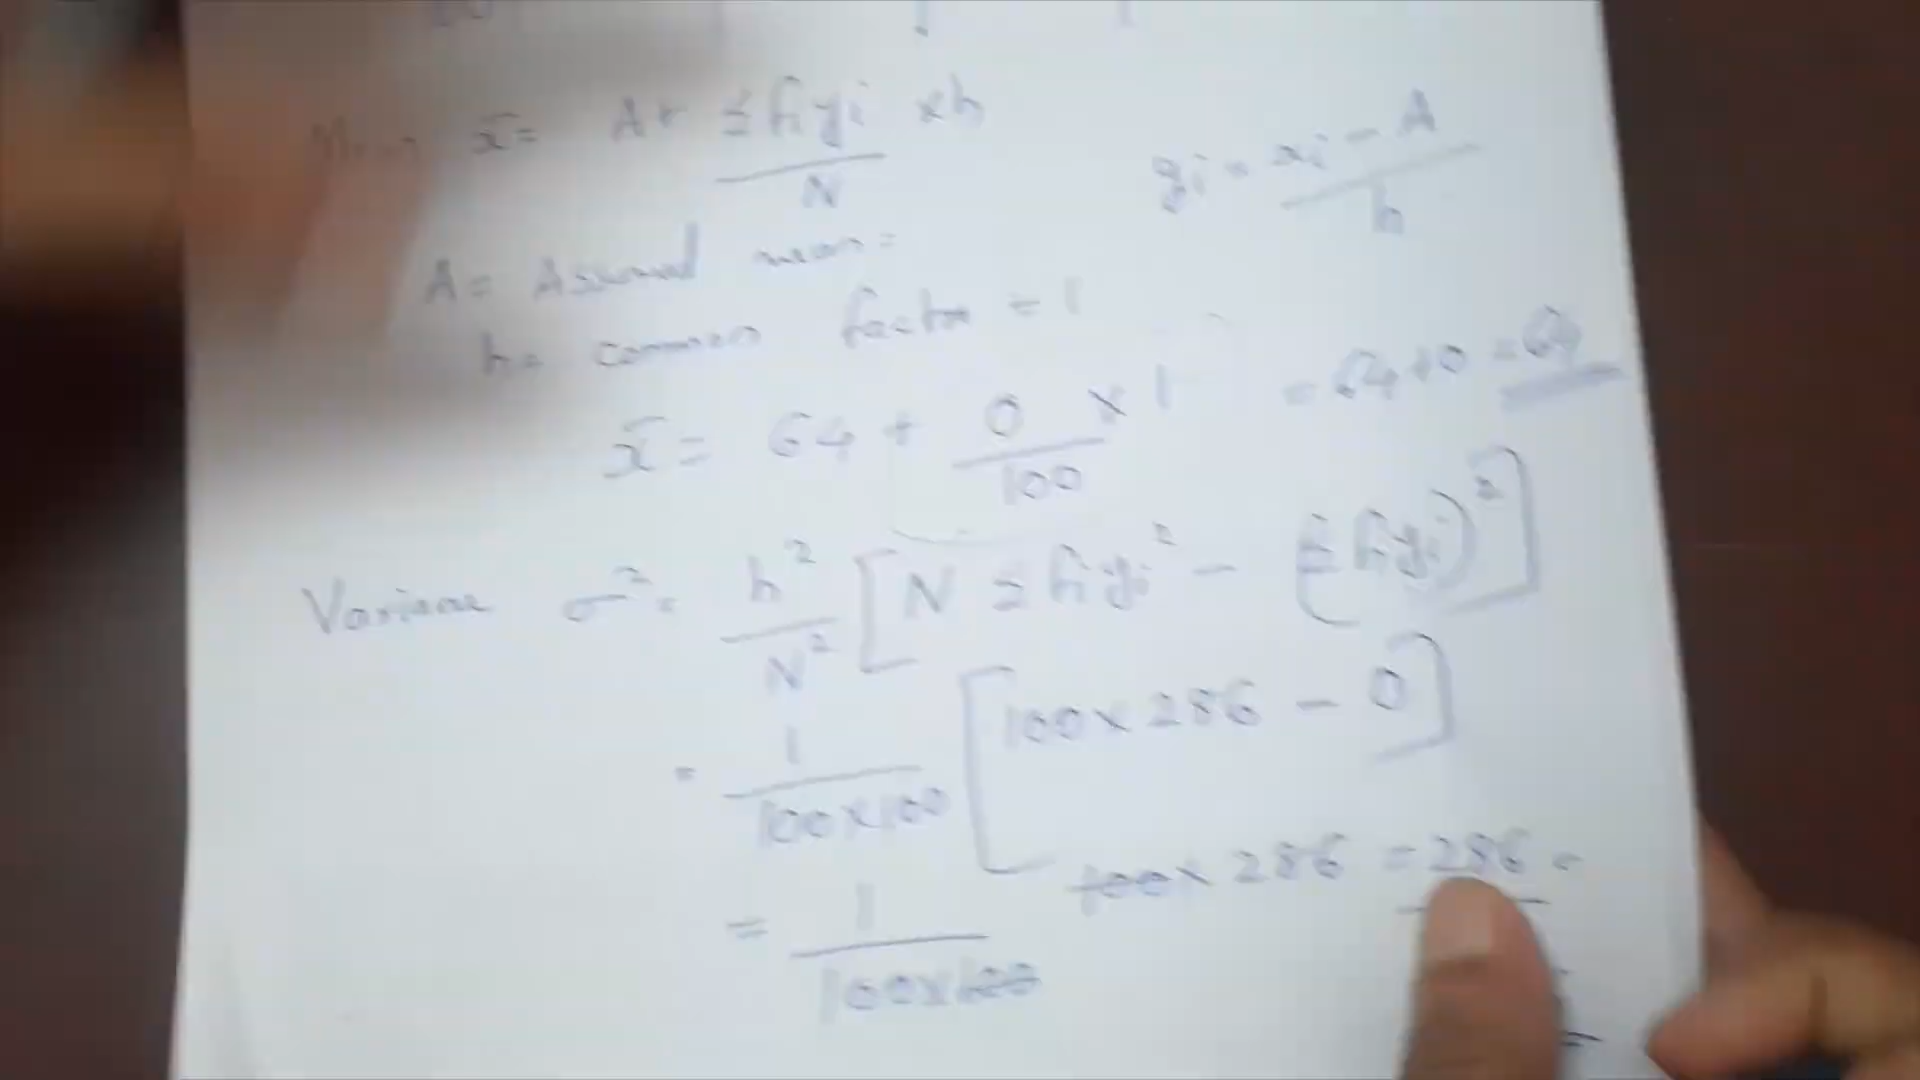 Mean x̄ = A + Σfiyi/N × h
yi = xi - A / h
A = Assumed mean =
h = common factor = 1
x̄ = 64 + 0/100 × 1 = 64 + 0 = 64
Variance σ² = h²/N² [N Σfiyi² - (Σfiyi)²]
= 1/100×100 [100 × 286 - 0]
= 1/100×100 100 × 286 = 286 =